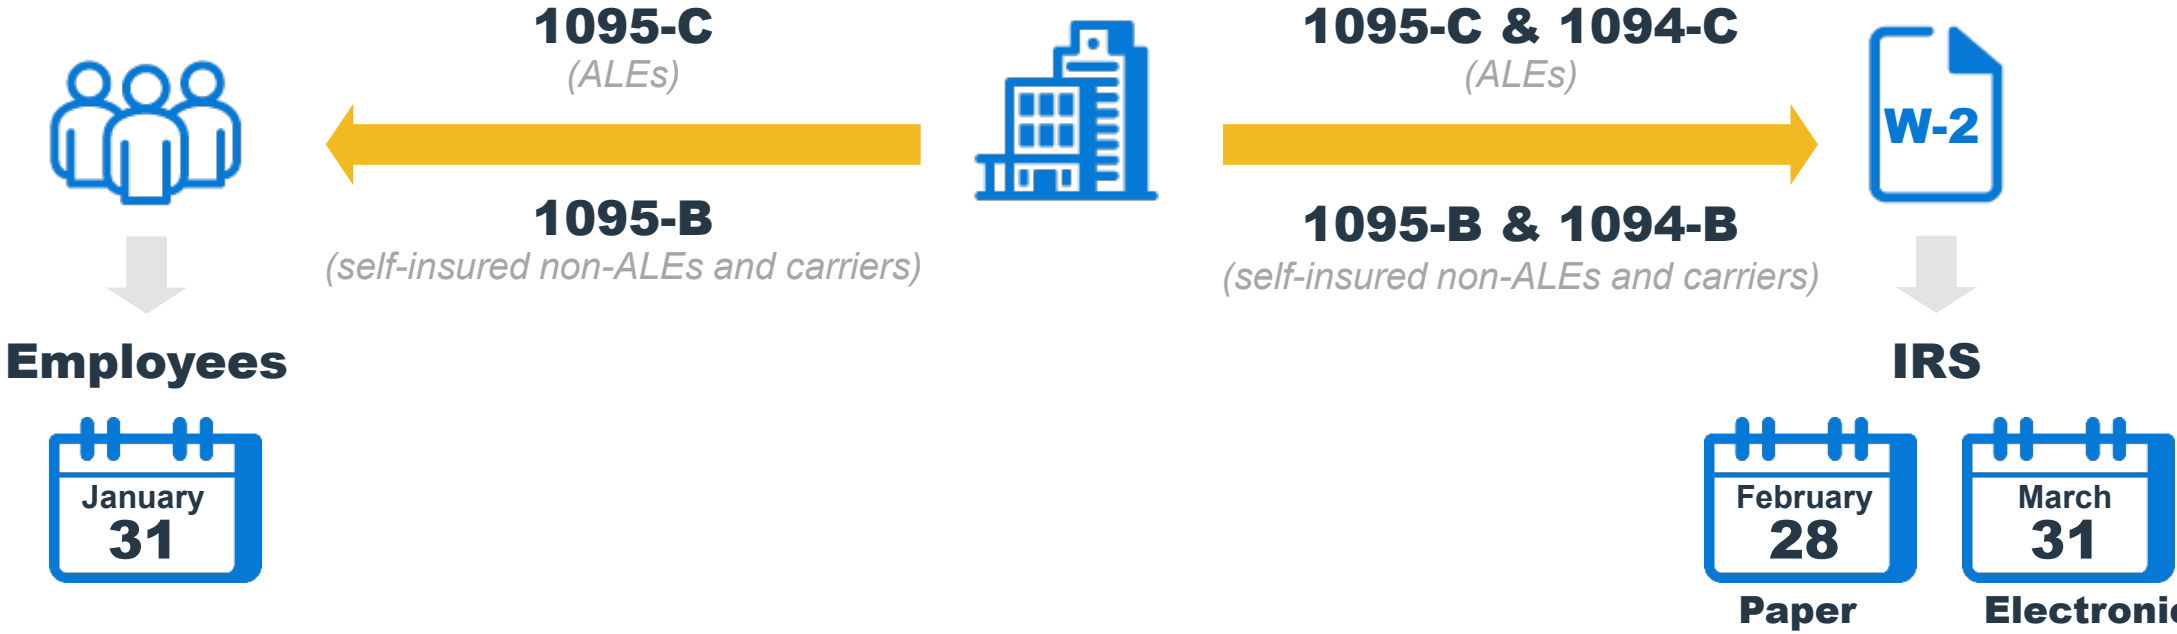 1095-C
(ALEs)
1095-B
(self-insured non-ALEs and carriers)
1095-C & 1094-C
(ALEs)
1095-B & 1094-B
(self-insured non-ALEs and carriers)
W-2
Employees
January
31
IRS
February
28
Paper
March
31
Electronic